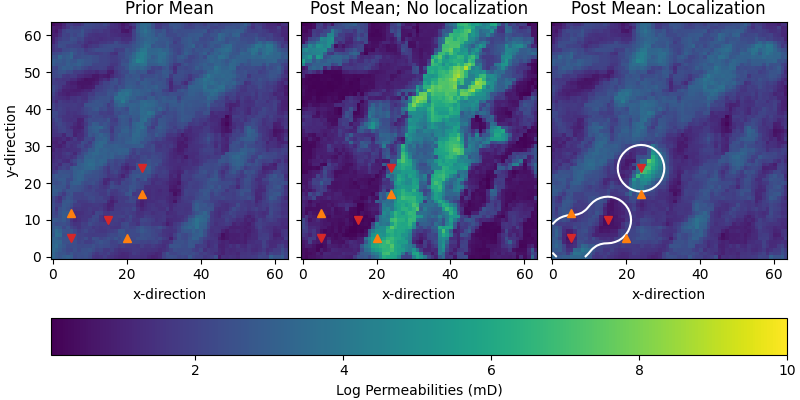 Prior Mean
Post Mean; No localization
Post Mean: Localization
y-direction
60
50
40
30
20
10
0
0 20 40 60
0 20 40 60
0 20 40 60
x-direction
x-direction
x-direction
2 4 6 8 10
Log Permeabilities (mD)